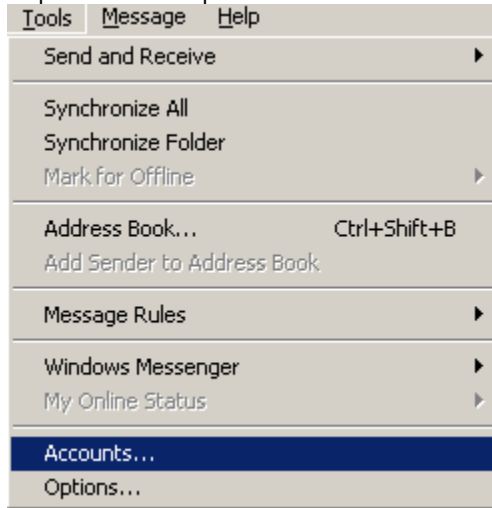 Tools Message Help
Send and Receive
Synchronize All
Synchronize Folder
Mark for Offline
Address Book... Ctrl+Shift+B
Add Sender to Address Book
Message Rules
Windows Messenger
My Online Status
Accounts...
Options...